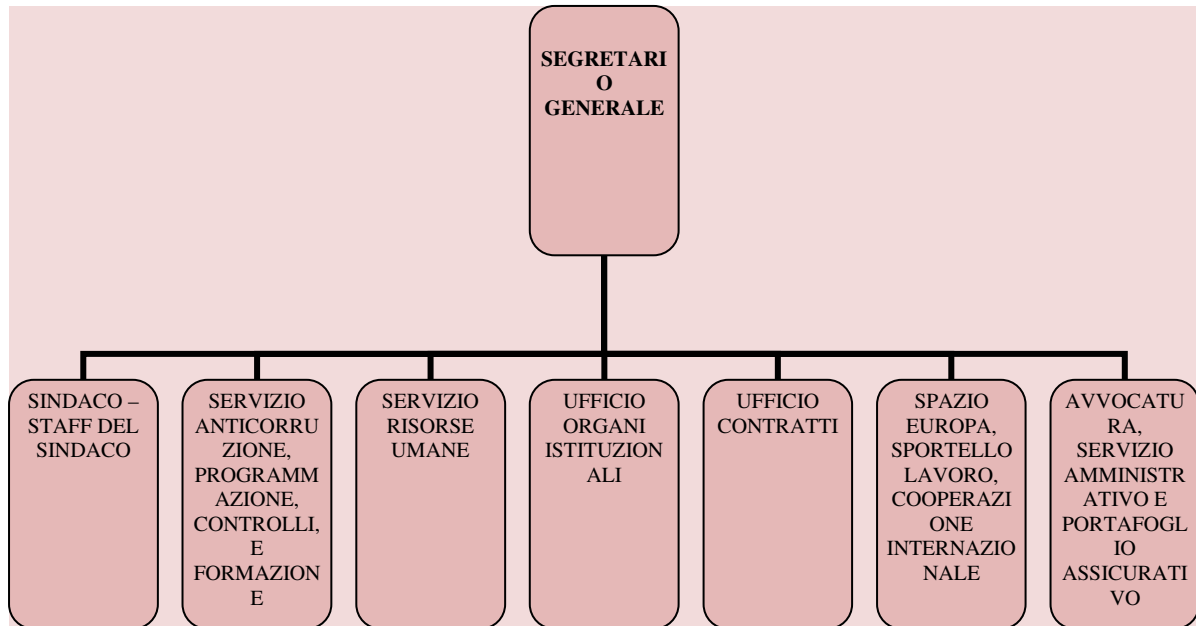 SEGRETARI
O
GENERALE
SINDACO –
STAFF DEL
SINDACO
SERVIZIO
ANTICORRU
ZIONE,
PROGRAMM
AZIONE,
CONTROLLI,
E
FORMAZION
E
SERVIZIO
RISORSE
UMANE
UFFICIO
ORGANI
ISTITUZION
ALI
UFFICIO
CONTRATTI
SPAZIO
EUROPA,
SPORTELLO
LAVORO,
COOPERAZI
ONE
INTERNAZIO
NALE
AVVOCATU
RA,
SERVIZIO
AMMINISTR
ATIVO E
PORTAFOGL
IO
ASSICURATI
VO